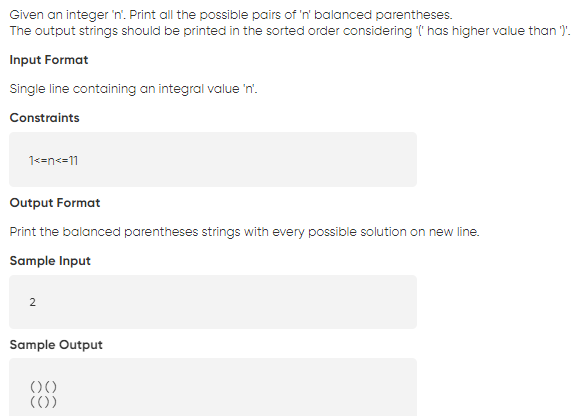 Given an integer 'n'. Print all the possible pairs of 'n' balanced parentheses.
The output strings should be printed in the sorted order considering '(' has higher value than ')'.
Input Format
Single line containing an integral value 'n'.
Constraints
1<=n<=11
Output Format
Print the balanced parentheses strings with every possible solution on new line.
Sample Input
2
Sample Output
()()
(())